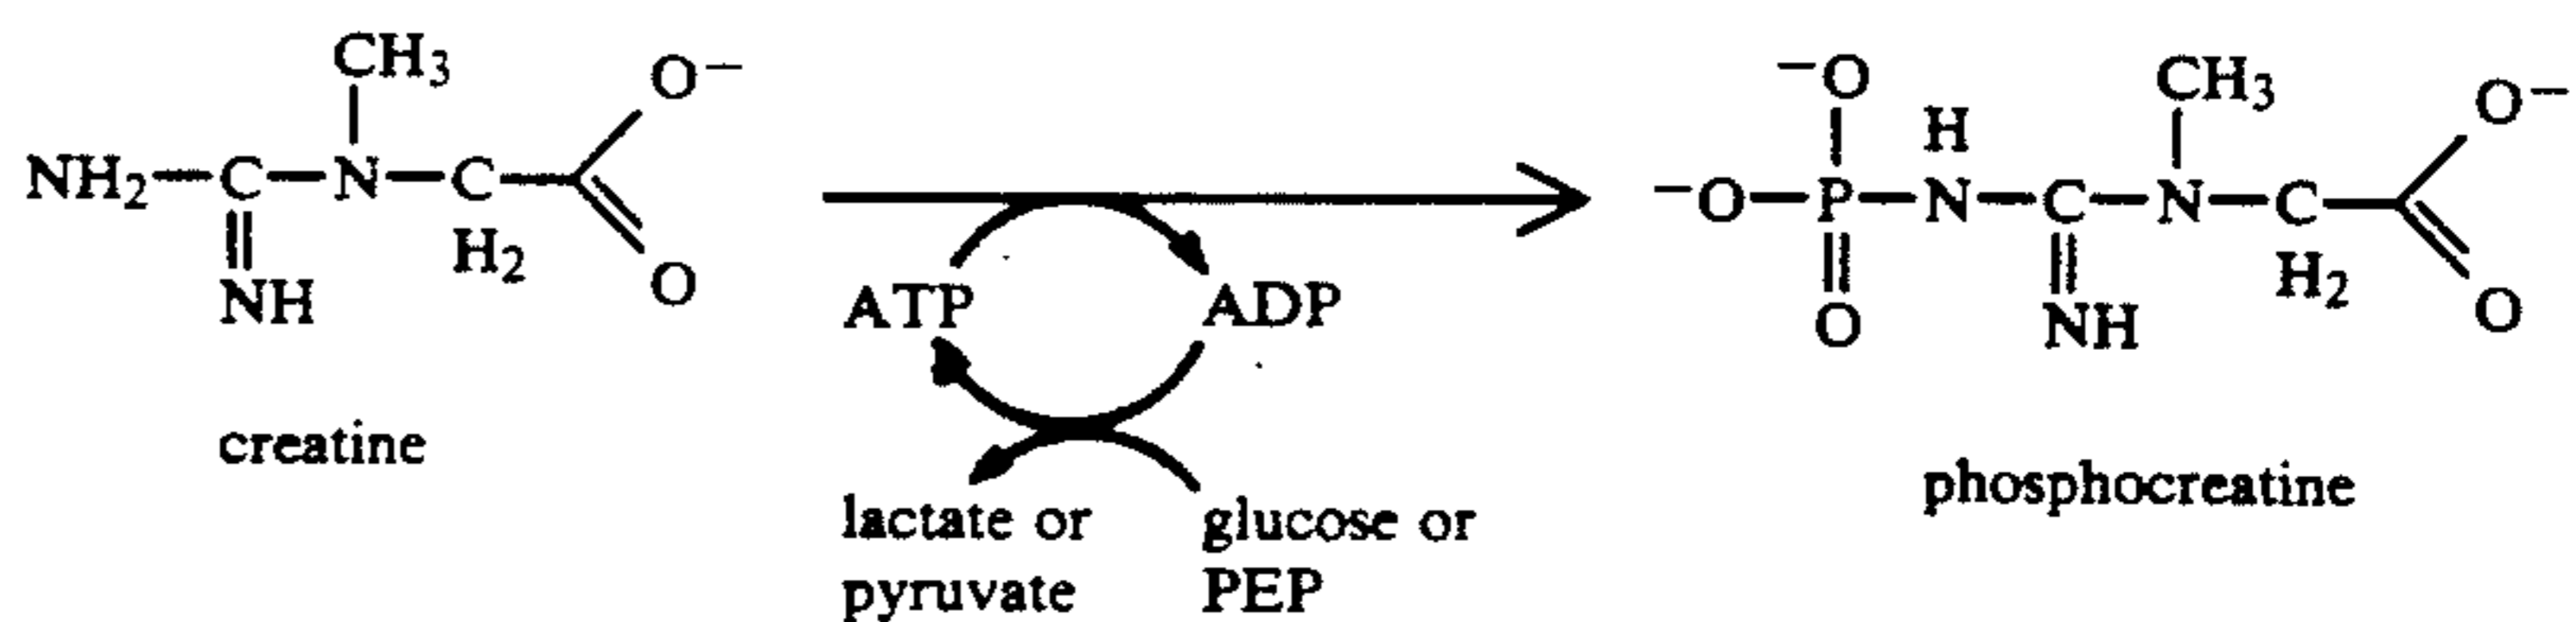 CH₃
O⁻
NH₂—C—N—C
H₂
NH
O
creatine
ATP
ADP
lactate or
pyruvate
glucose or
PEP
⁻O
H
CH₃
O⁻
⁻O—P—N—C—N—C
H₂
O
NH
O
phosphocreatine